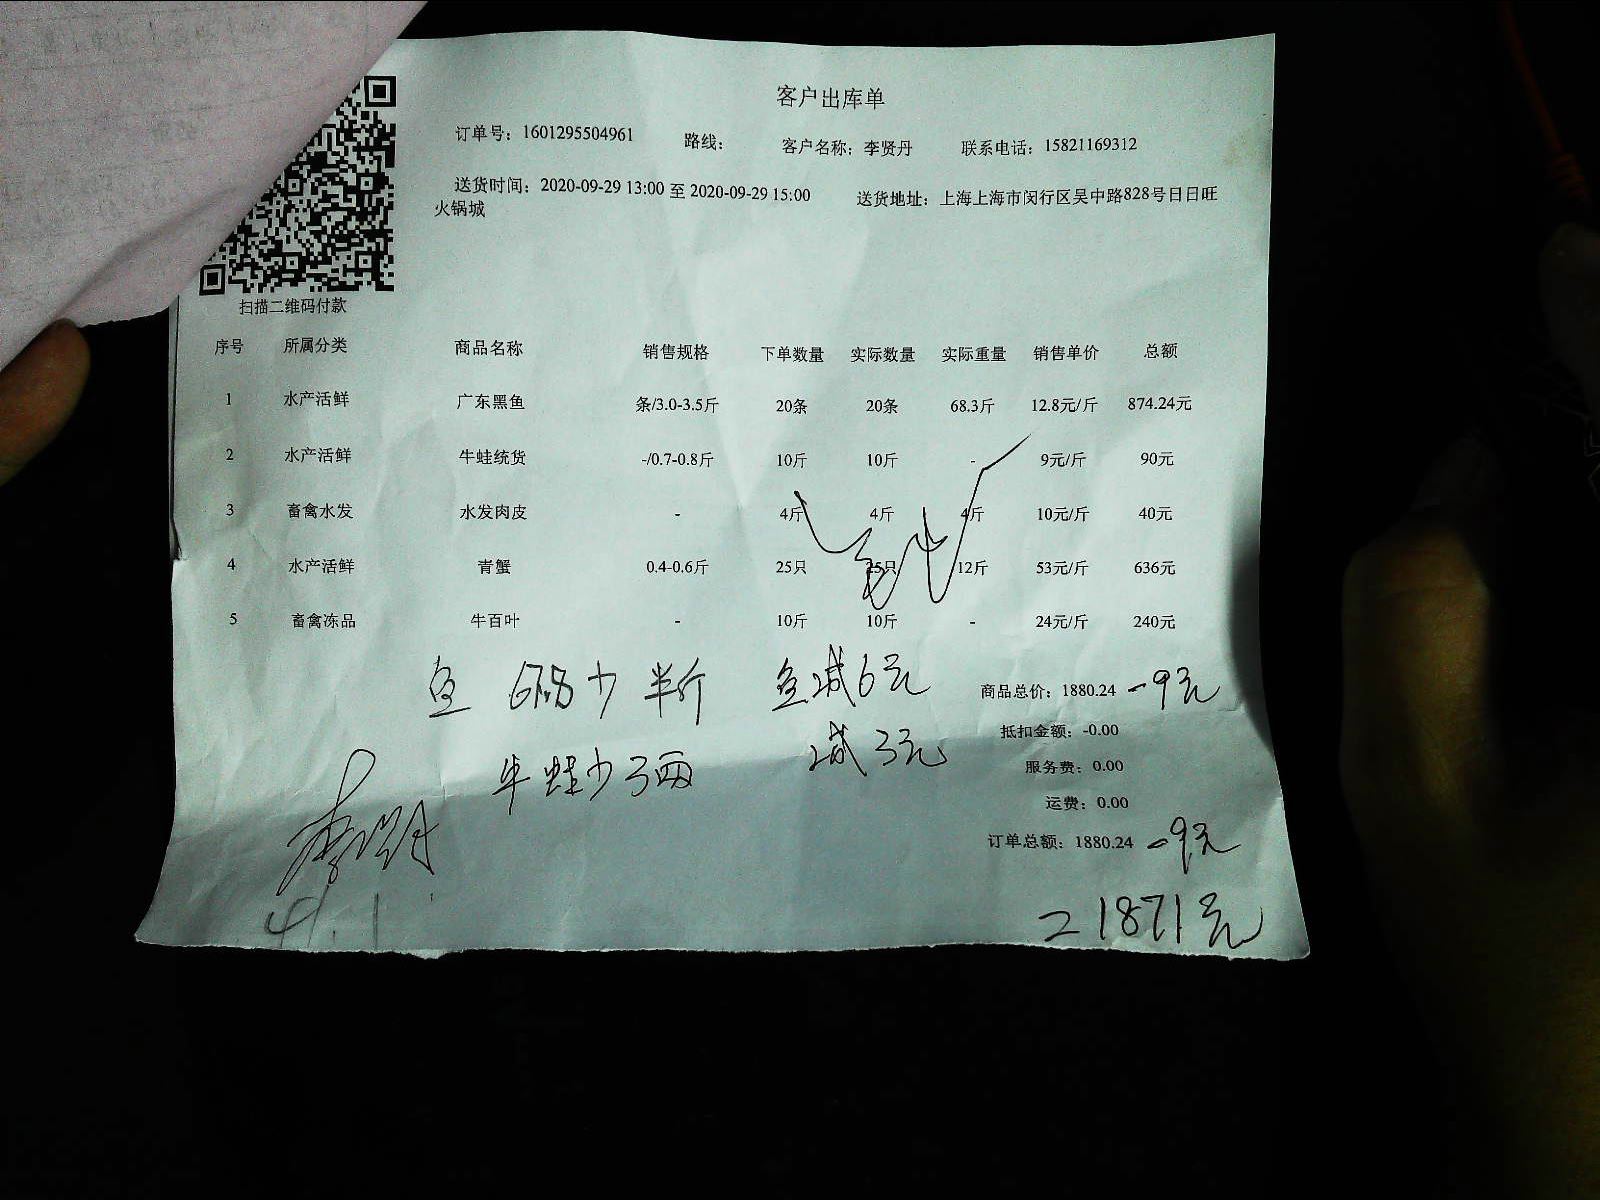 客户出库单
订单号：1601295504961 路线： 客户名称：李贤丹 联系电话：15821169312
送货时间：2020-09-29 13:00 至 2020-09-29 15:00 送货地址：上海上海市闵行区吴中路828号日日旺
火锅城
扫描二维码付款
序号 所属分类 商品名称 销售规格 下单数量 实际数量 实际重量 销售单价 总额
1 水产活鲜 广东黑鱼 条/3.0-3.5斤 20条 20条 68.3斤 12.8元/斤 874.24元
2 水产活鲜 牛蛙统货 -/0.7-0.8斤 10斤 10斤 - 9元/斤 90元
3 畜禽水发 水发肉皮 - 4斤 4斤 4斤 10元/斤 40元
4 水产活鲜 青蟹 0.4-0.6斤 25只 25只 12斤 53元/斤 636元
5 畜禽冻品 牛百叶 - 10斤 10斤 - 24元/斤 240元
鱼 67.8 少 半斤 鱼减6元
商品总价：1880.24 -9元
抵扣金额：-0.00
牛蛙少3两 减3元
服务费：0.00
运费：0.00
订单总额：1880.24 -9元
=1871元